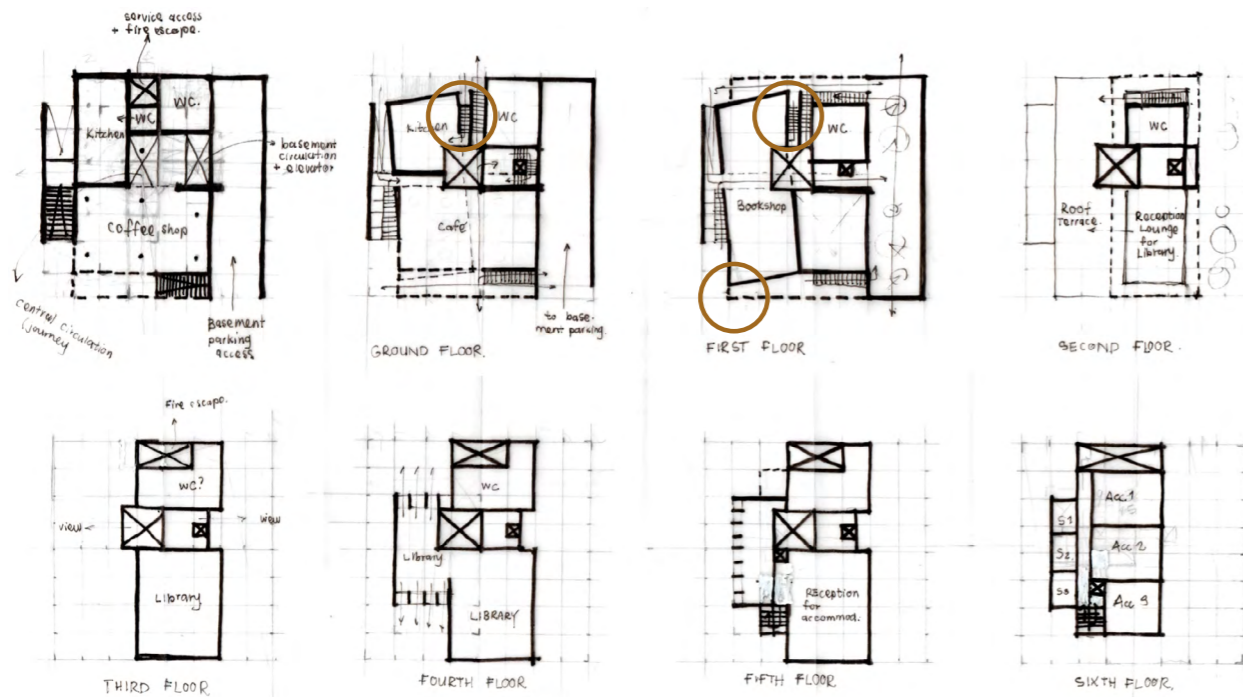 service access
+ fire escape.
WC.
WC
Kitchen
basement
circulation
+ elevator
Coffee shop
central circulation
journey
Basement
parking
access
Kitchen
WC
Café
to base-
ment parking.
GROUND FLOOR.
WC.
Bookshop
FIRST FLOOR
WC
Roof
Terrace.
Reception
Lounge
for
Library.
SECOND FLOOR.
Fire escape.
WC?
view
view
Library
THIRD FLOOR
WC
Library
LIBRARY
FOURTH FLOOR
Reception
for
accommod.
FIFTH FLOOR
Acc 1
S1
Acc 2
S2
S3
Acc 3
SIXTH FLOOR.